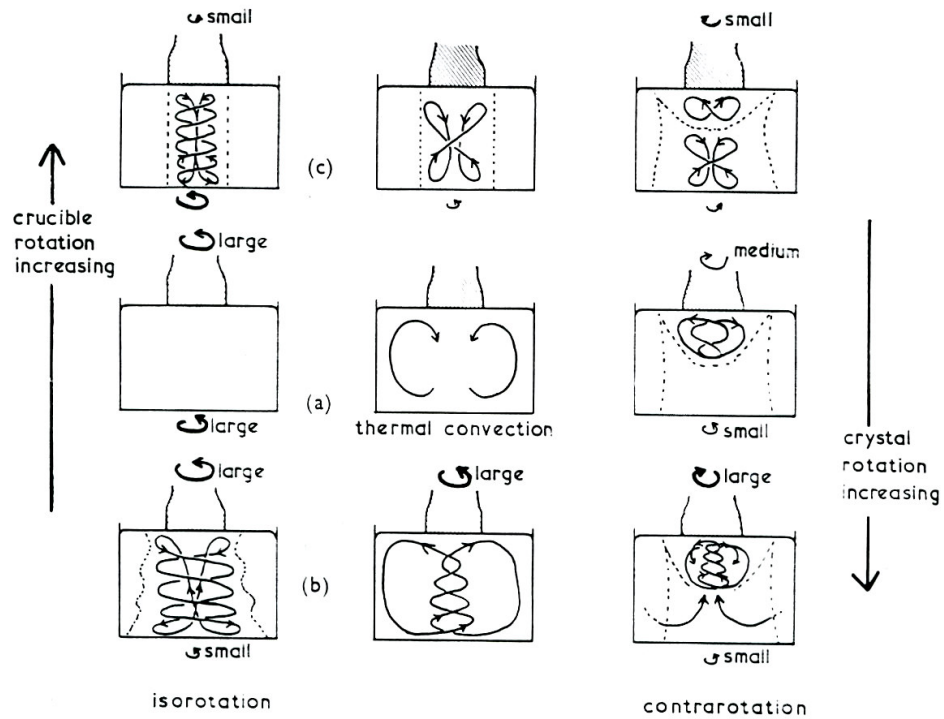 small
small
(c)
crucible
rotation
increasing
large
medium
(a)
large
thermal convection
small
crystal
rotation
increasing
large
large
large
(b)
small
small
isorotation
contrarotation